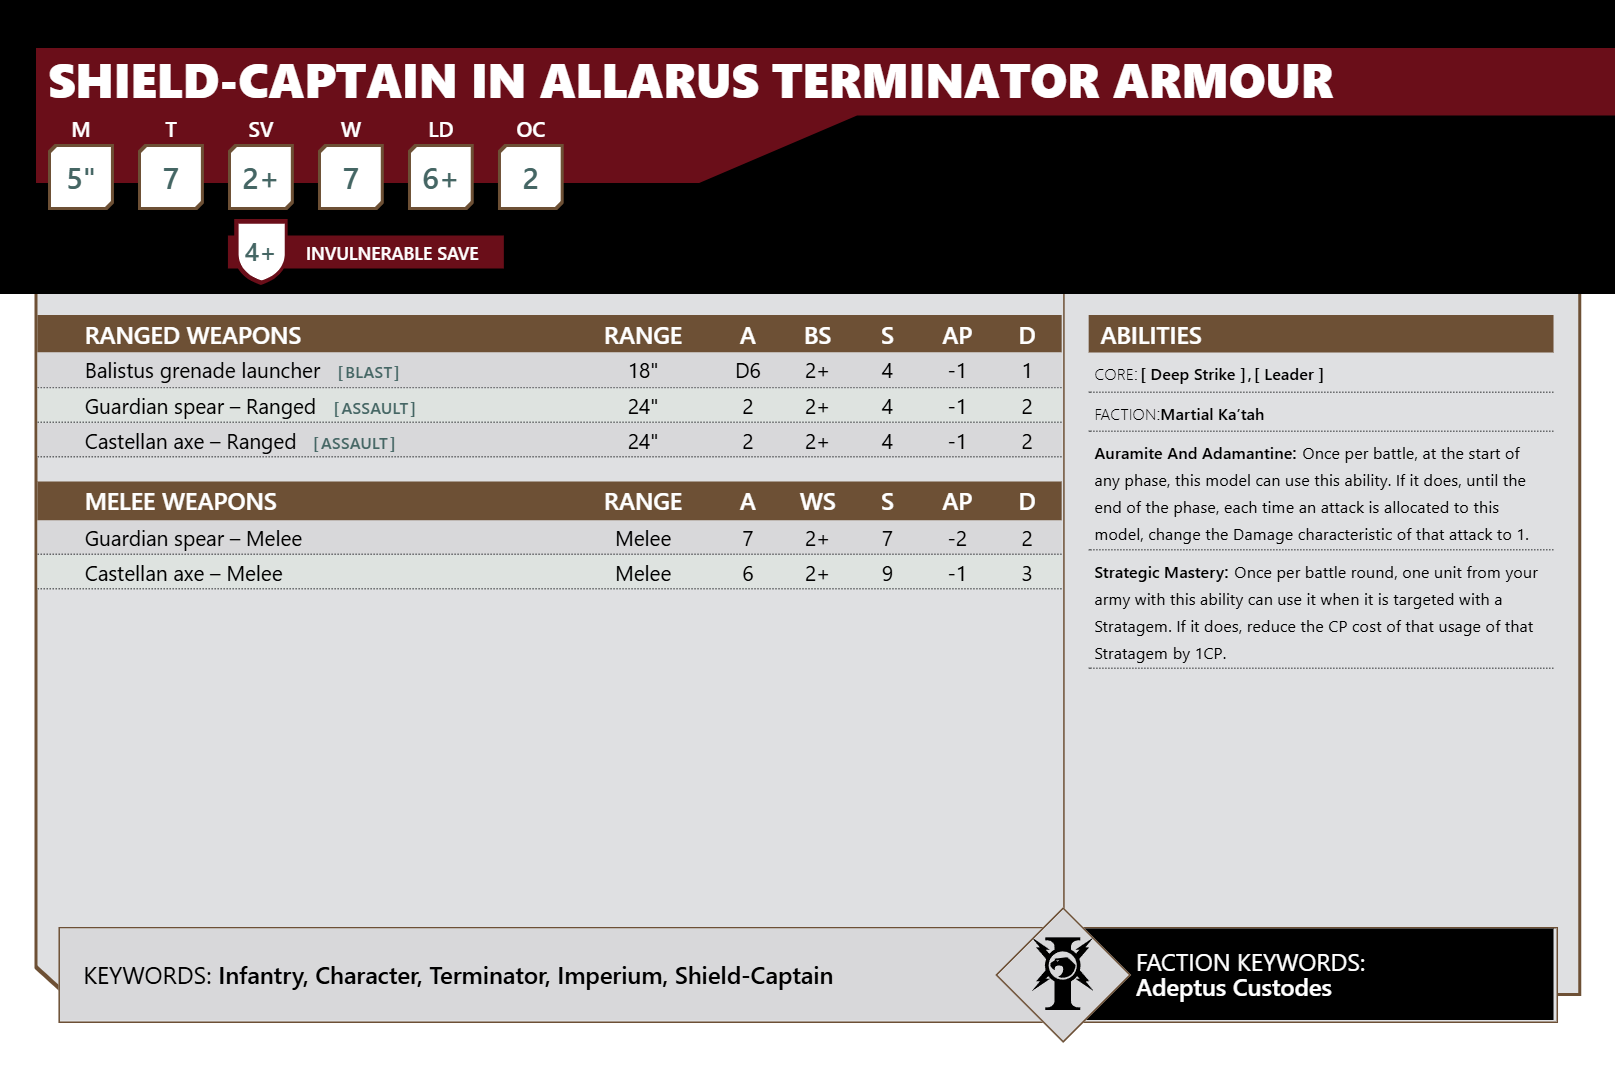 SHIELD-CAPTAIN IN ALLARUS TERMINATOR ARMOUR
M T SV W LD OC
5" 7 2+ 7 6+ 2
4+ INVULNERABLE SAVE
RANGED WEAPONS RANGE A BS S AP D
Balistus grenade launcher [BLAST] 18" D6 2+ 4 -1 1
Guardian spear – Ranged [ASSAULT] 24" 2 2+ 4 -1 2
Castellan axe – Ranged [ASSAULT] 24" 2 2+ 4 -1 2
MELEE WEAPONS RANGE A WS S AP D
Guardian spear – Melee Melee 7 2+ 7 -2 2
Castellan axe – Melee Melee 6 2+ 9 -1 3
ABILITIES
CORE: [ Deep Strike ] , [ Leader ]
FACTION:Martial Ka’tah
Auramite And Adamantine: Once per battle, at the start of
any phase, this model can use this ability. If it does, until the
end of the phase, each time an attack is allocated to this
model, change the Damage characteristic of that attack to 1.
Strategic Mastery: Once per battle round, one unit from your
army with this ability can use it when it is targeted with a
Stratagem. If it does, reduce the CP cost of that usage of that
Stratagem by 1CP.
KEYWORDS: Infantry, Character, Terminator, Imperium, Shield-Captain
FACTION KEYWORDS:
Adeptus Custodes